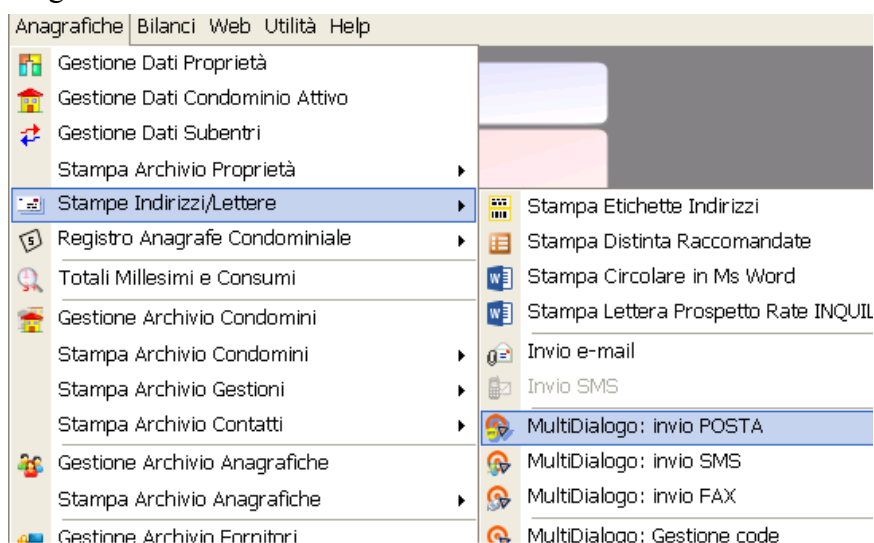 Anagrafiche Bilanci Web Utilità Help
Gestione Dati Proprietà
Gestione Dati Condominio Attivo
Gestione Dati Subentri
Stampa Archivio Proprietà
Stampe Indirizzi/Lettere
Registro Anagrafe Condominiale
Totali Millesimi e Consumi
Gestione Archivio Condomini
Stampa Archivio Condomini
Stampa Archivio Gestioni
Stampa Archivio Contatti
Gestione Archivio Anagrafiche
Stampa Archivio Anagrafiche
Gestione Archivio Fornitori
Stampa Etichette Indirizzi
Stampa Distinta Raccomandate
Stampa Circolare in Ms Word
Stampa Lettera Prospetto Rate INQUIL
Invio e-mail
Invio SMS
MultiDialogo: invio POSTA
MultiDialogo: invio SMS
MultiDialogo: invio FAX
MultiDialogo: Gestione code